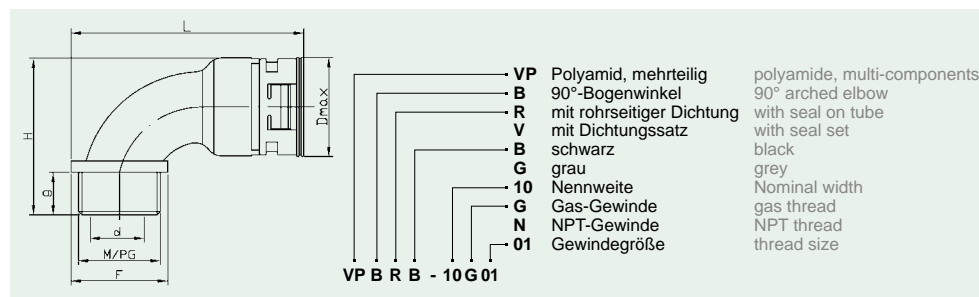 L
H
g
d
M/PG
F
Dmax
VP Polyamid, mehrteilig polyamide, multi-components
B 90°-Bogenwinkel 90° arched elbow
R mit rohrseitiger Dichtung with seal on tube
V mit Dichtungssatz with seal set
B schwarz black
G grau grey
10 Nennweite Nominal width
G Gas-Gewinde gas thread
N NPT-Gewinde NPT thread
01 Gewindegröße thread size
VP B R B - 10 G 01